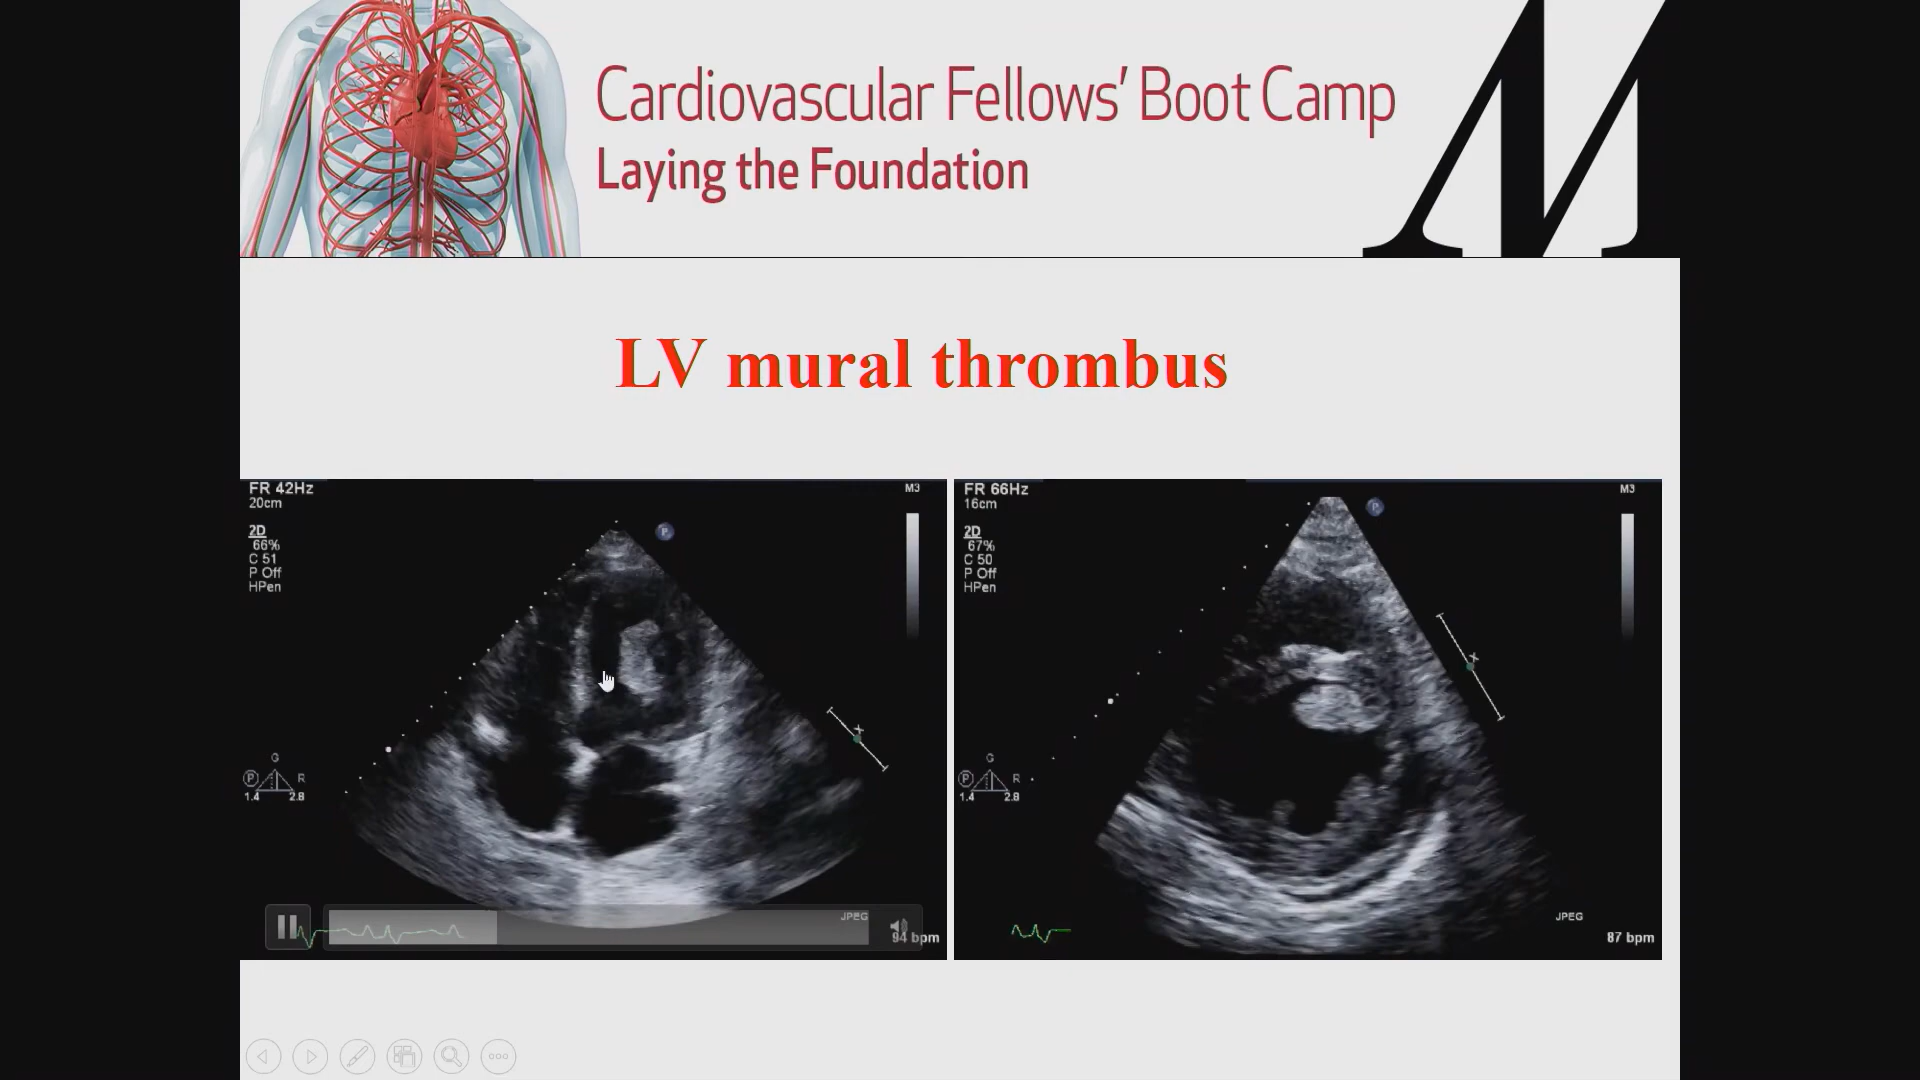 Cardiovascular Fellows' Boot Camp
Laying the Foundation
M
LV mural thrombus
FR 42Hz
20cm
2D
66%
C 51
P Off
HPen
M3
P
G
P R
1.4 2.8
JPEG
94 bpm
FR 66Hz
16cm
2D
67%
C 50
P Off
HPen
M3
P
G
P R
1.4 2.8
JPEG
87 bpm